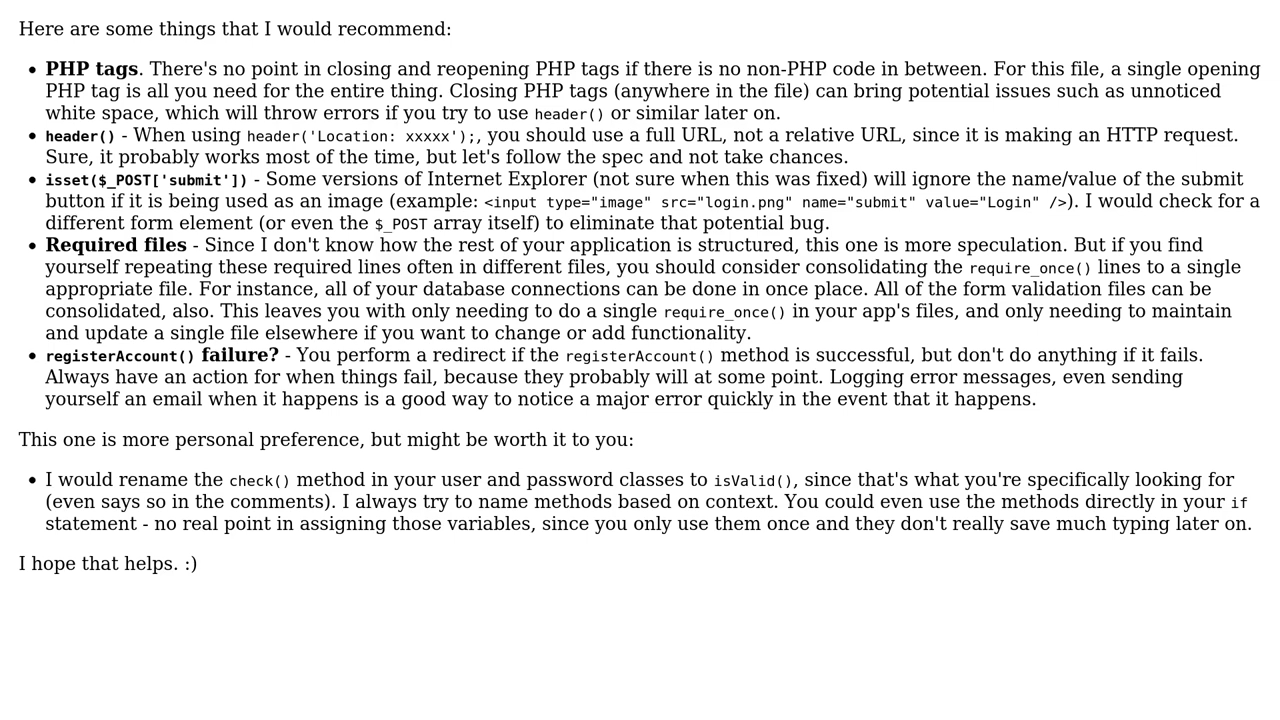 Here are some things that I would recommend:
• PHP tags. There's no point in closing and reopening PHP tags if there is no non-PHP code in between. For this file, a single opening
PHP tag is all you need for the entire thing. Closing PHP tags (anywhere in the file) can bring potential issues such as unnoticed
white space, which will throw errors if you try to use header() or similar later on.
• header() - When using header('Location: xxxxx');, you should use a full URL, not a relative URL, since it is making an HTTP request.
Sure, it probably works most of the time, but let's follow the spec and not take chances.
• isset($_POST['submit']) - Some versions of Internet Explorer (not sure when this was fixed) will ignore the name/value of the submit
button if it is being used as an image (example: <input type="image" src="login.png" name="submit" value="Login" />). I would check for a
different form element (or even the $_POST array itself) to eliminate that potential bug.
• Required files - Since I don't know how the rest of your application is structured, this one is more speculation. But if you find
yourself repeating these required lines often in different files, you should consider consolidating the require_once() lines to a single
appropriate file. For instance, all of your database connections can be done in once place. All of the form validation files can be
consolidated, also. This leaves you with only needing to do a single require_once() in your app's files, and only needing to maintain
and update a single file elsewhere if you want to change or add functionality.
• registerAccount() failure? - You perform a redirect if the registerAccount() method is successful, but don't do anything if it fails.
Always have an action for when things fail, because they probably will at some point. Logging error messages, even sending
yourself an email when it happens is a good way to notice a major error quickly in the event that it happens.
This one is more personal preference, but might be worth it to you:
• I would rename the check() method in your user and password classes to isValid(), since that's what you're specifically looking for
(even says so in the comments). I always try to name methods based on context. You could even use the methods directly in your if
statement - no real point in assigning those variables, since you only use them once and they don't really save much typing later on.
I hope that helps. :)